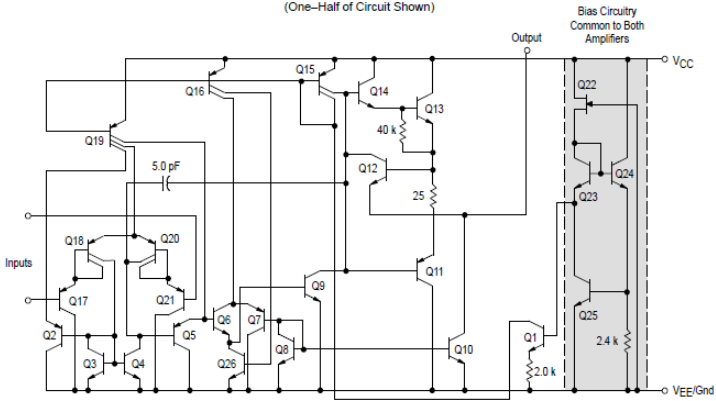 (One–Half of Circuit Shown)
Bias Circuitry
Common to Both
Amplifiers
Output
VCC
Q15
Q22
Q16
Q14
Q13
Q19
40 k
Q12
Q24
Q23
5.0 pF
25
Q18
Q20
Inputs
Q11
Q17
Q21
Q9
Q25
Q2
Q5
Q6
Q7
Q1
2.4 k
Q3
Q4
Q26
Q8
Q10
2.0 k
VEE/Gnd